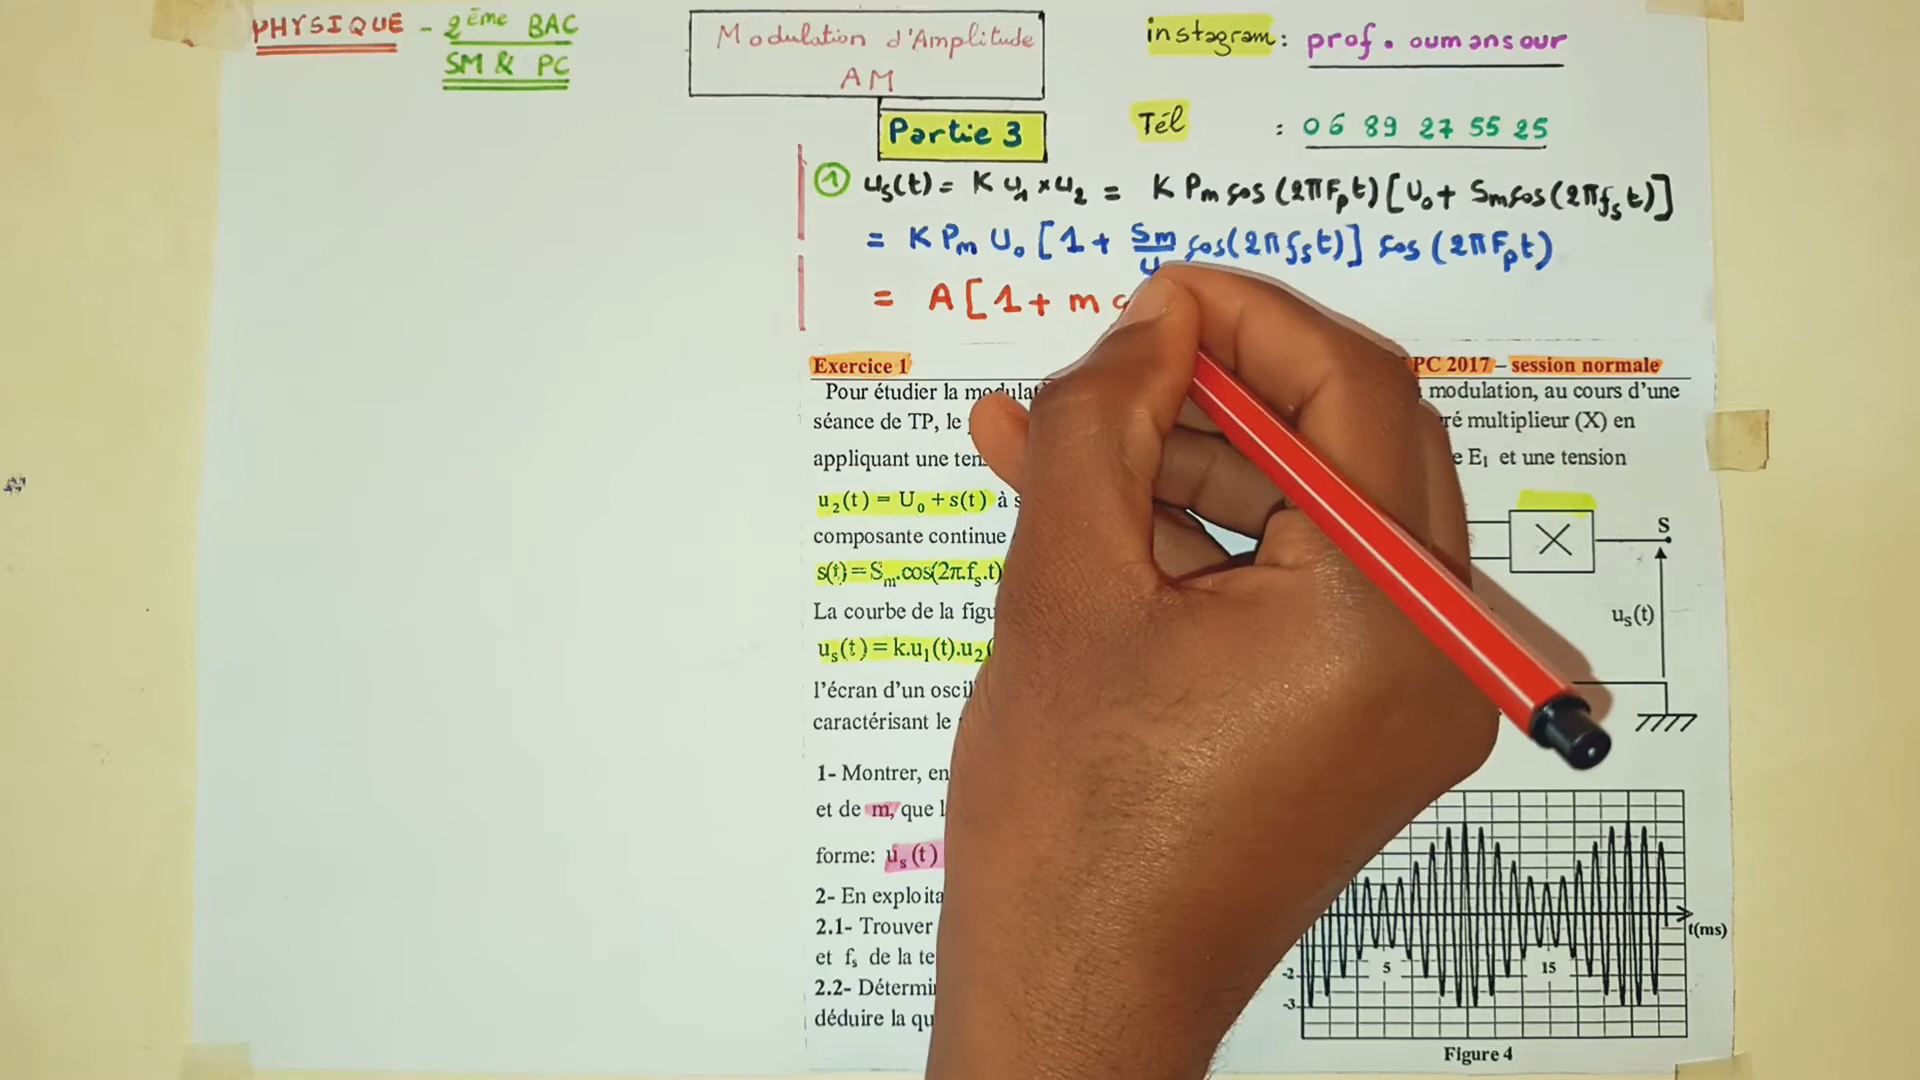 PHYSIQUE - 2ème BAC
SM & PC
Modulation d'Amplitude
AM
Partie 3
instagram: prof.oumansour
Tél : 06 89 27 55 25
① us(t) = K u1 × u2 = K Pm cos (2πFpt) [U0 + Sm cos (2πfst)]
= K Pm U0 [1 + Sm/U cos(2πfst)] cos (2πFpt)
= A [1 + m c
Exercice 1
PC 2017 – session normale
Pour étudier la modulat
modulation, au cours d'une
séance de TP, le
ré multiplieur (X) en
appliquant une ten
e E1 et une tension
u2(t) = U0 + s(t) à s
composante continue
s(t) = Sm.cos(2π.fs.t)
La courbe de la figu
us(t) = k.u1(t).u2(
l'écran d'un oscil
caractérisant le
S
us(t)
1- Montrer, en
et de m, que l
forme: us(t)
2- En exploita
2.1- Trouver
et fs de la te
2.2- Détermi
déduire la qu
t(ms)
5
15
-2
-3
Figure 4